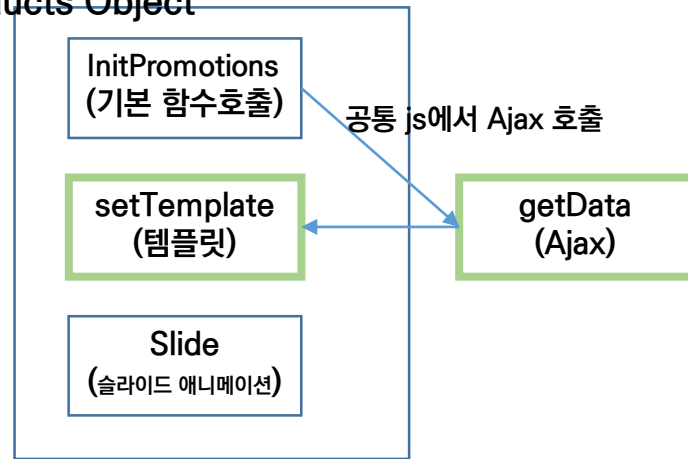 Object
InitPromotions
(기본 함수호출)
공통 js에서 Ajax 호출
setTemplate
(템플릿)
getData
(Ajax)
Slide
(슬라이드 애니메이션)